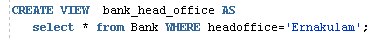 CREATE VIEW bank_head_office AS
select * from Bank WHERE headoffice='Ernakulam';